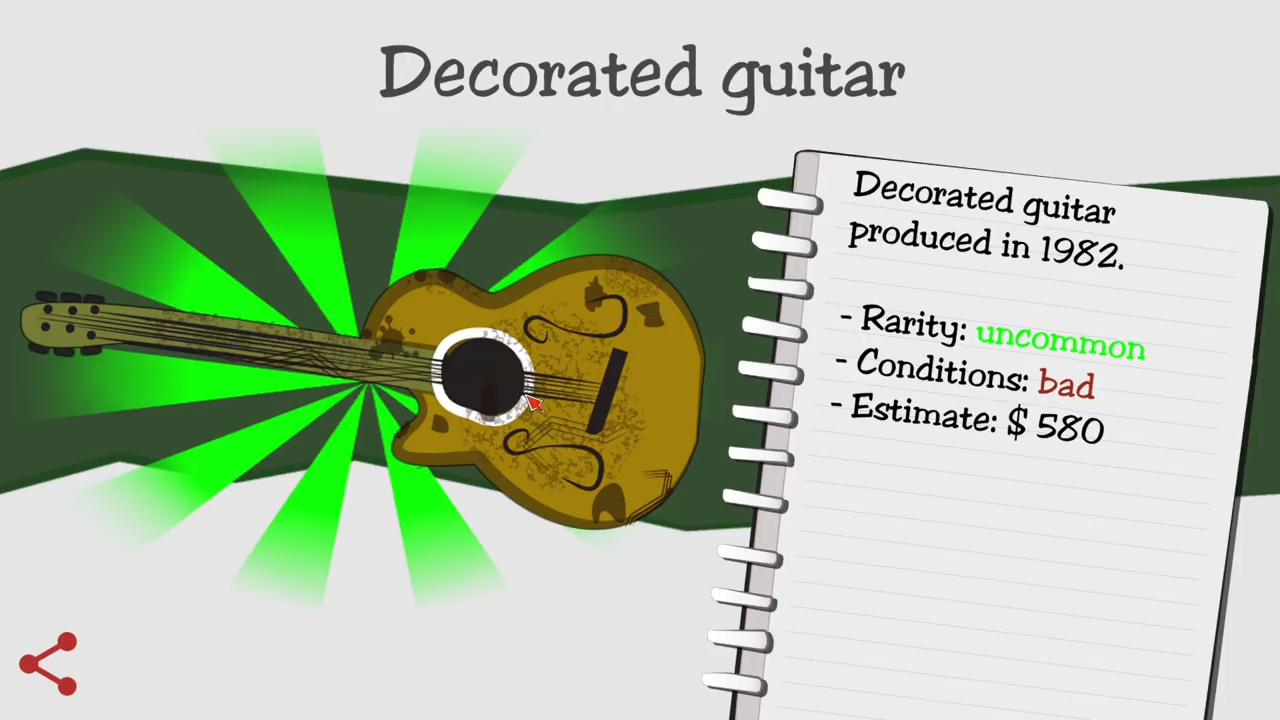 Decorated guitar
Decorated guitar
produced in 1982.
- Rarity: uncommon
- Conditions: bad
- Estimate: $ 580